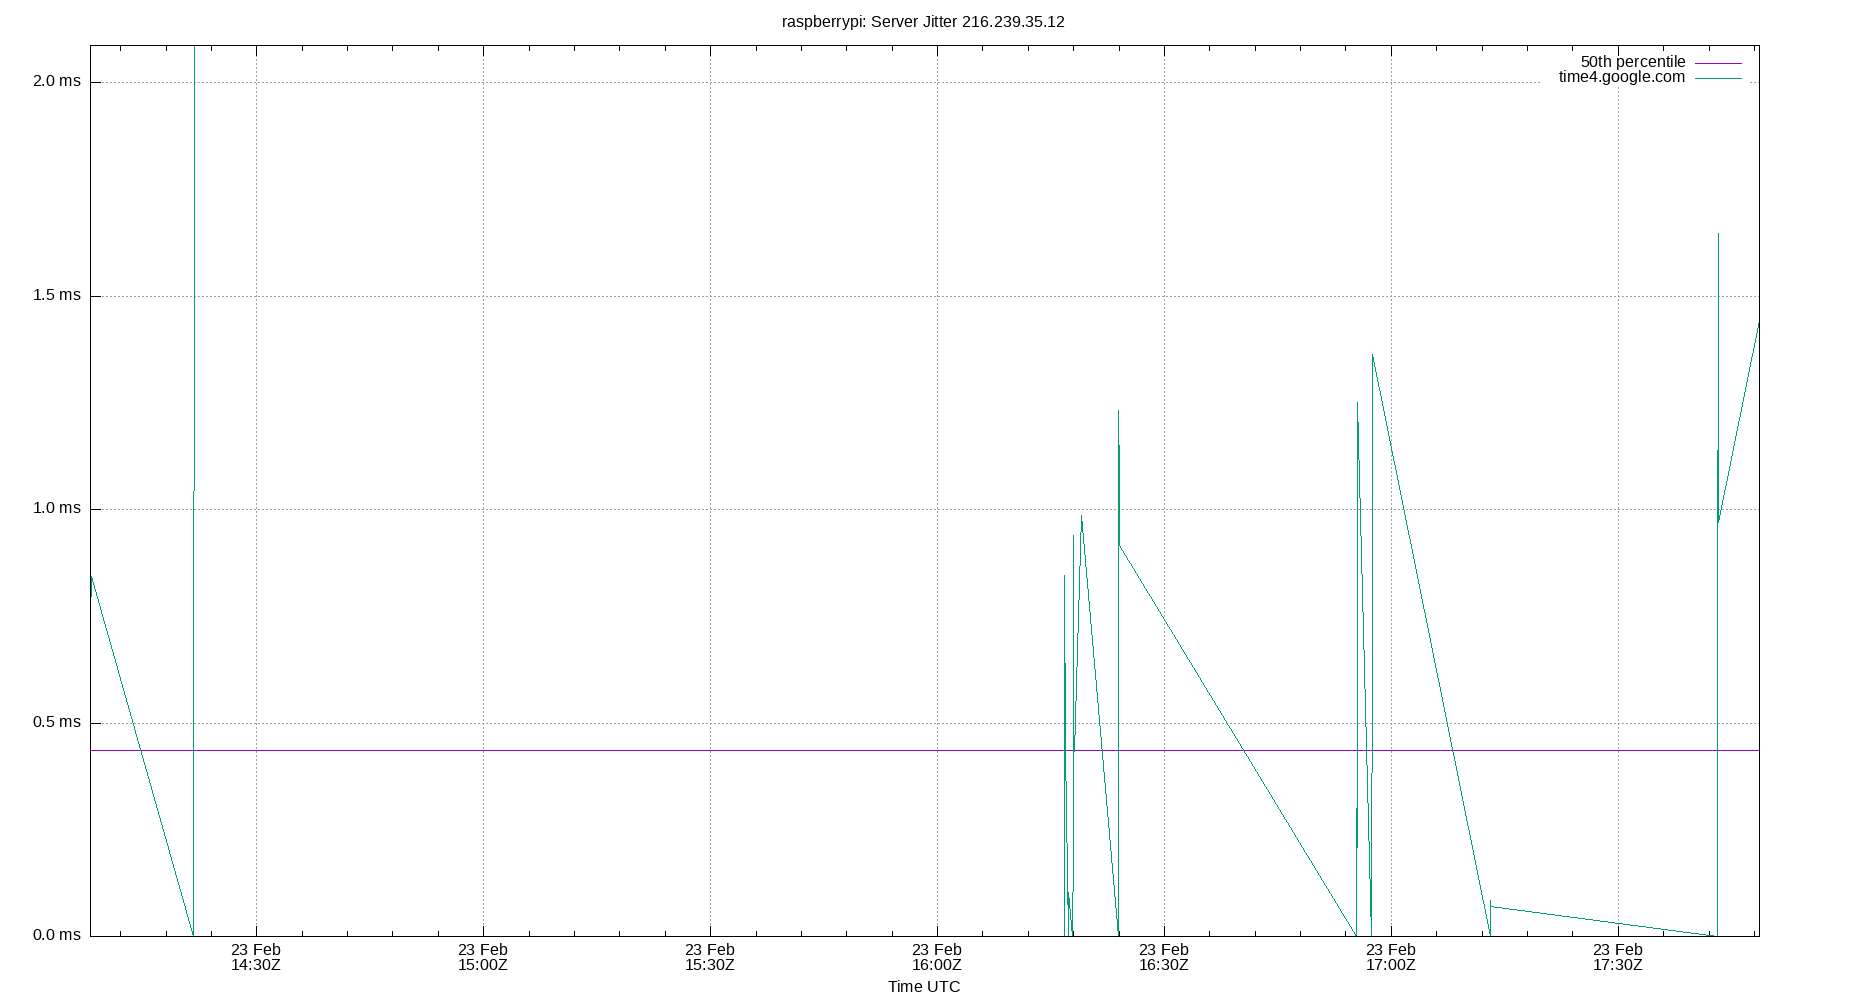 raspberrypi: Server Jitter 216.239.35.12
50th percentile
time4.google.com
2.0 ms
1.5 ms
1.0 ms
0.5 ms
0.0 ms
23 Feb 23 Feb 23 Feb 23 Feb 23 Feb 23 Feb 23 Feb
14:30Z 15:00Z 15:30Z 16:00Z 16:30Z 17:00Z 17:30Z
Time UTC